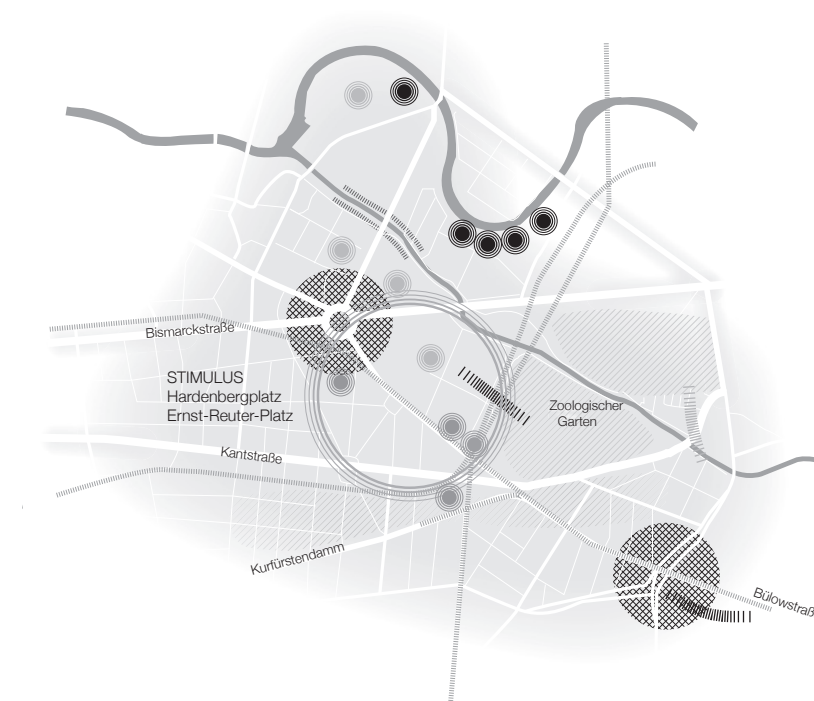 Bismarckstraße
STIMULUS
Hardenbergplatz
Ernst-Reuter-Platz
Zoologischer
Garten
Kantstraße
Kurfürstendamm
Bülowstraß